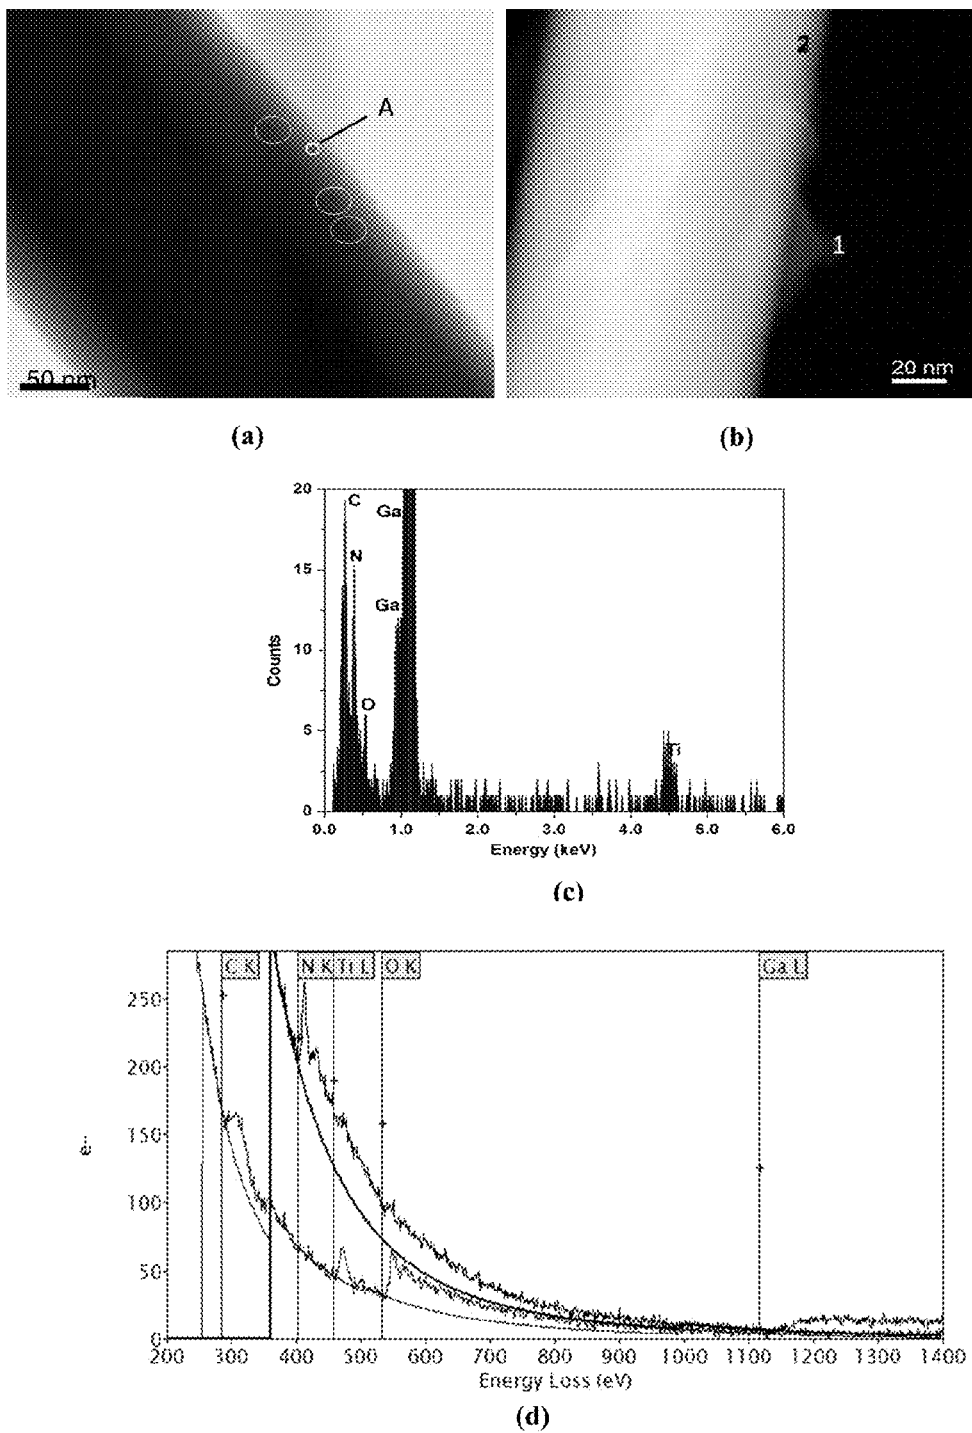 A
50 nm
2
1
20 nm
(a)
(b)
20
15
10
5
0
Counts
C
N
O
Ga
Ga
Ti
0.0 1.0 2.0 3.0 4.0 5.0 6.0
Energy (keV)
(c)
C K N K Ti L O K Ga L
250
200
150
100
50
0
e-
200 300 400 500 600 700 800 900 1000 1100 1200 1300 1400
Energy Loss (eV)
(d)